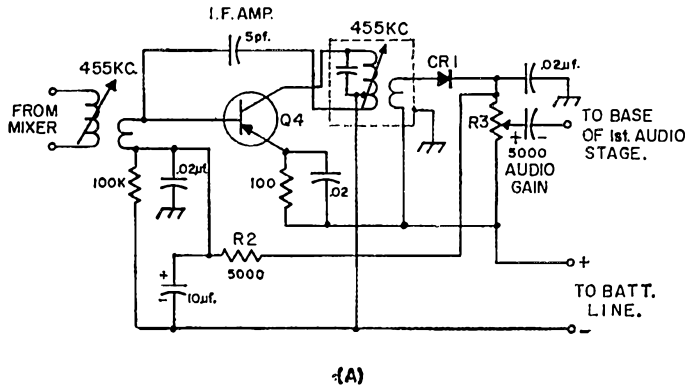 I.F. AMP.
5pf.
455KC
455KC.
CR1
.02µf.
FROM
MIXER
Q4
R3
+ -
5000
AUDIO
GAIN
TO BASE
OF 1st. AUDIO
STAGE.
100K
.02µf.
100
.02
R2
5000
+
-
10µf.
+
TO BATT.
LINE.
-
(A)